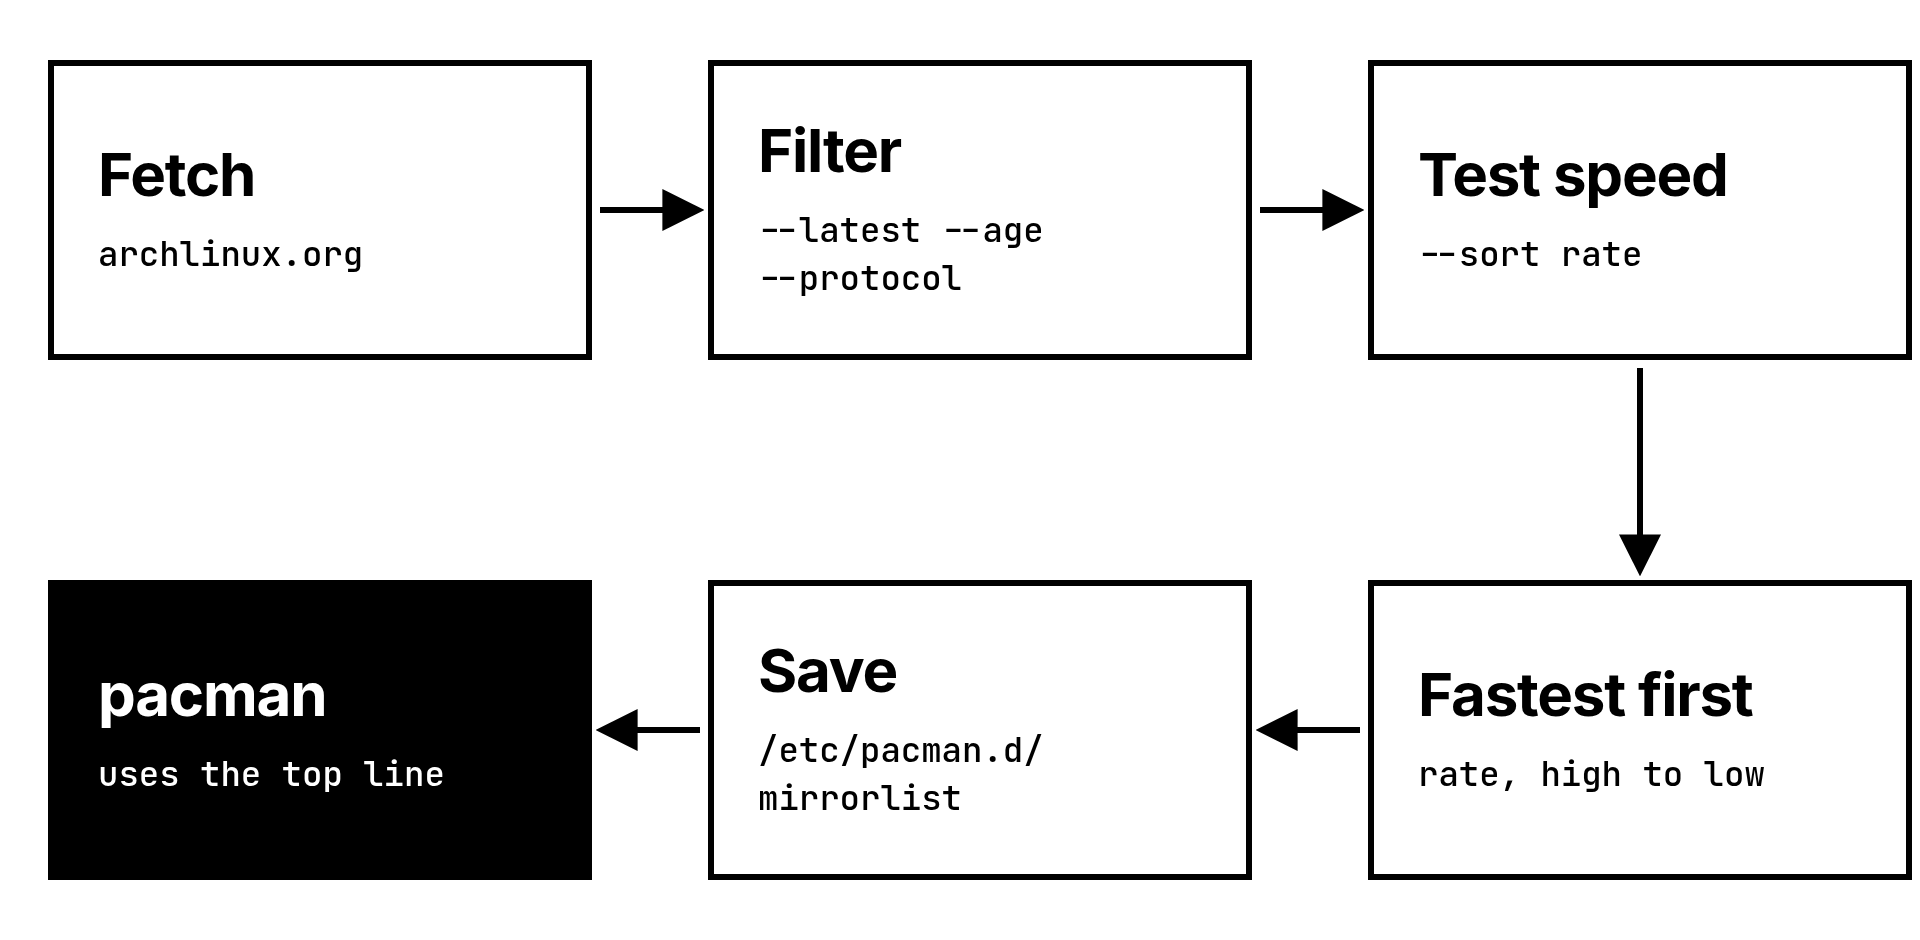 Fetch
archlinux.org
Filter
--latest --age
--protocol
Test speed
--sort rate
Fastest first
rate, high to low
Save
/etc/pacman.d/
mirrorlist
pacman
uses the top line